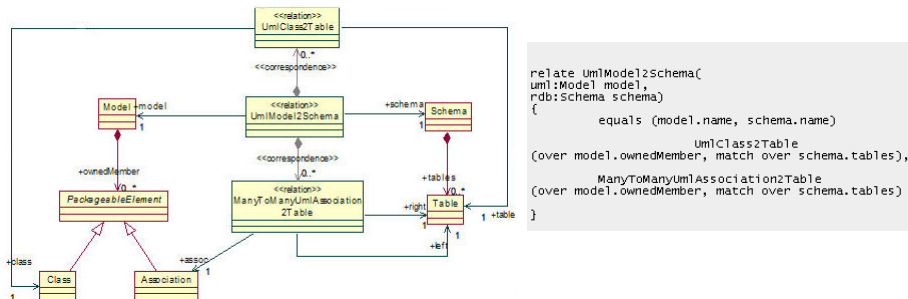 <<relation>>
UmlClass2Table
0..*
<<correspondence>>
Model
+model
1
<<relation>>
UmlModel2Schema
+schema
1
Schema
<<correspondence>>
0..*
+ownedMember
0..*
PackageableElement
<<relation>>
ManyToManyUmlAssociation
2Table
+tables
0..*
+right
1
Table
1
+table
1
+left
+class
1
Class
+assoc
1
Association
relate UmlModel2Schema(
uml:Model model,
rdb:Schema schema)
{
equals (model.name, schema.name)
UmlClass2Table
(over model.ownedMember, match over schema.tables),
ManyToManyUmlAssociation2Table
(over model.ownedMember, match over schema.tables)
}